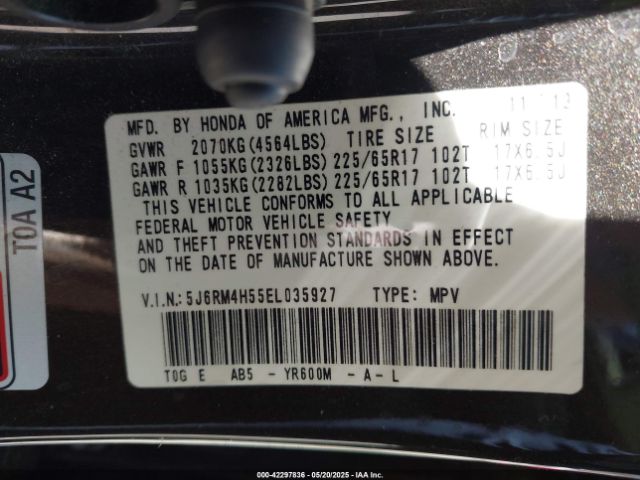 MFD. BY HONDA OF AMERICA MFG., INC. 11/13
GVWR 2070KG(4564LBS) TIRE SIZE RIM SIZE
GAWR F 1055KG(2326LBS) 225/65R17 102T 17X6.5J
GAWR R 1035KG(2282LBS) 225/65R17 102T 17X6.5J
THIS VEHICLE CONFORMS TO ALL APPLICABLE
FEDERAL MOTOR VEHICLE SAFETY
AND THEFT PREVENTION STANDARDS IN EFFECT
ON THE DATE OF MANUFACTURE SHOWN ABOVE.
V.I.N.: 5J6RM4H55EL035927 TYPE: MPV
T0G E AB5 - YR600M - A - L
T0A A2
000-42297836 - 05/20/2025 - IAA Inc.